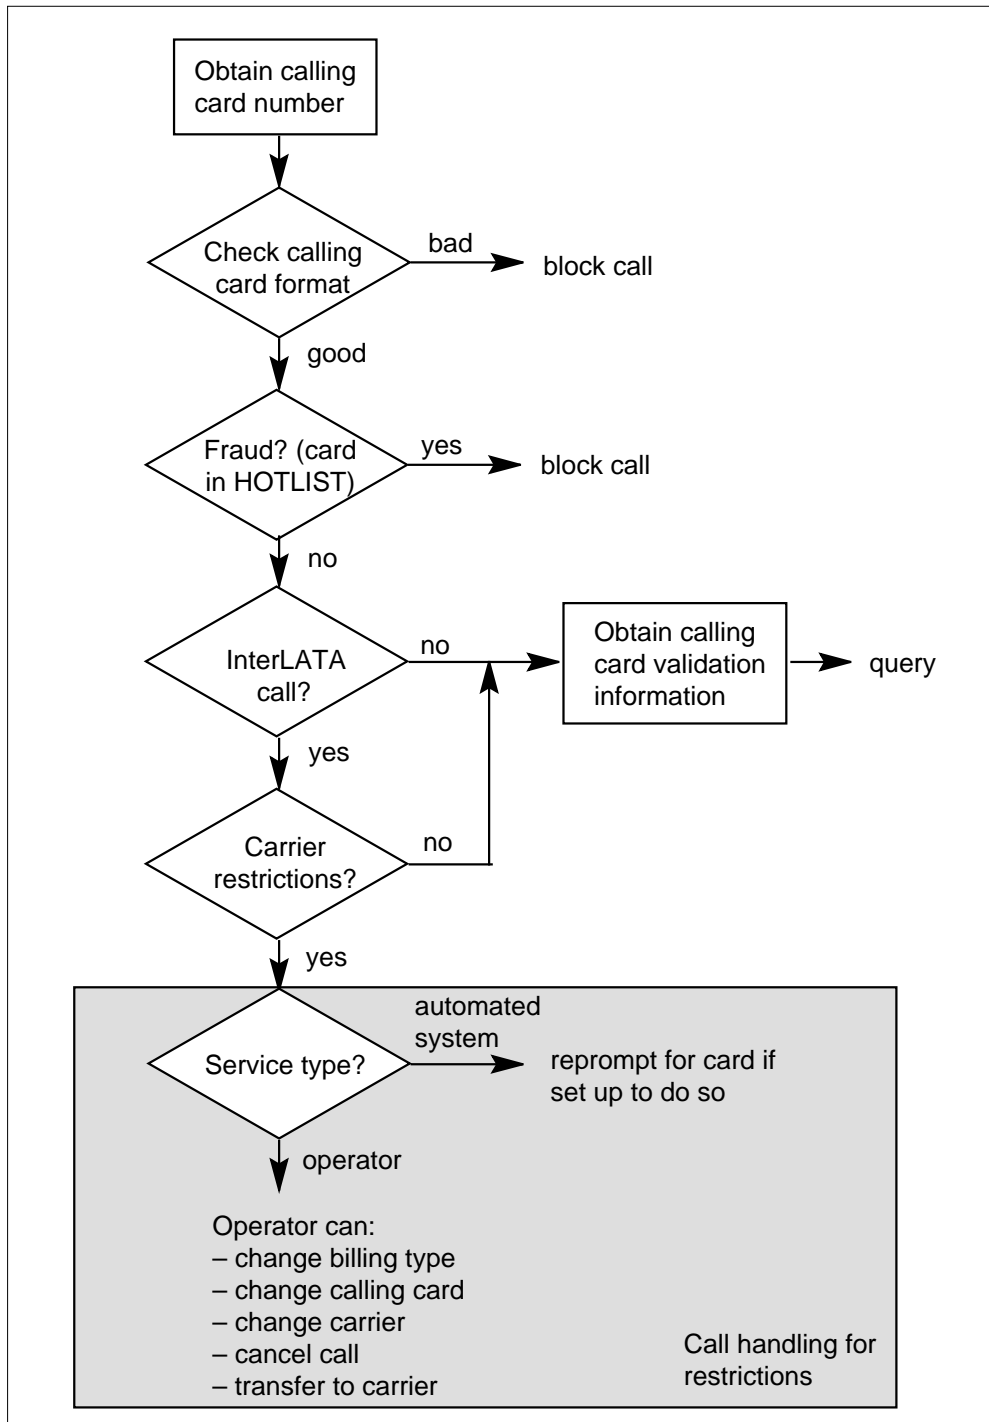 Obtain calling
card number
Check calling
card format
bad
block call
good
Fraud? (card
in HOTLIST)
yes
block call
no
InterLATA
call?
no
Obtain calling
card validation
information
query
yes
Carrier
restrictions?
no
yes
Service type?
automated
system
reprompt for card if
set up to do so
operator
Operator can:
– change billing type
– change calling card
– change carrier
– cancel call
– transfer to carrier
Call handling for
restrictions